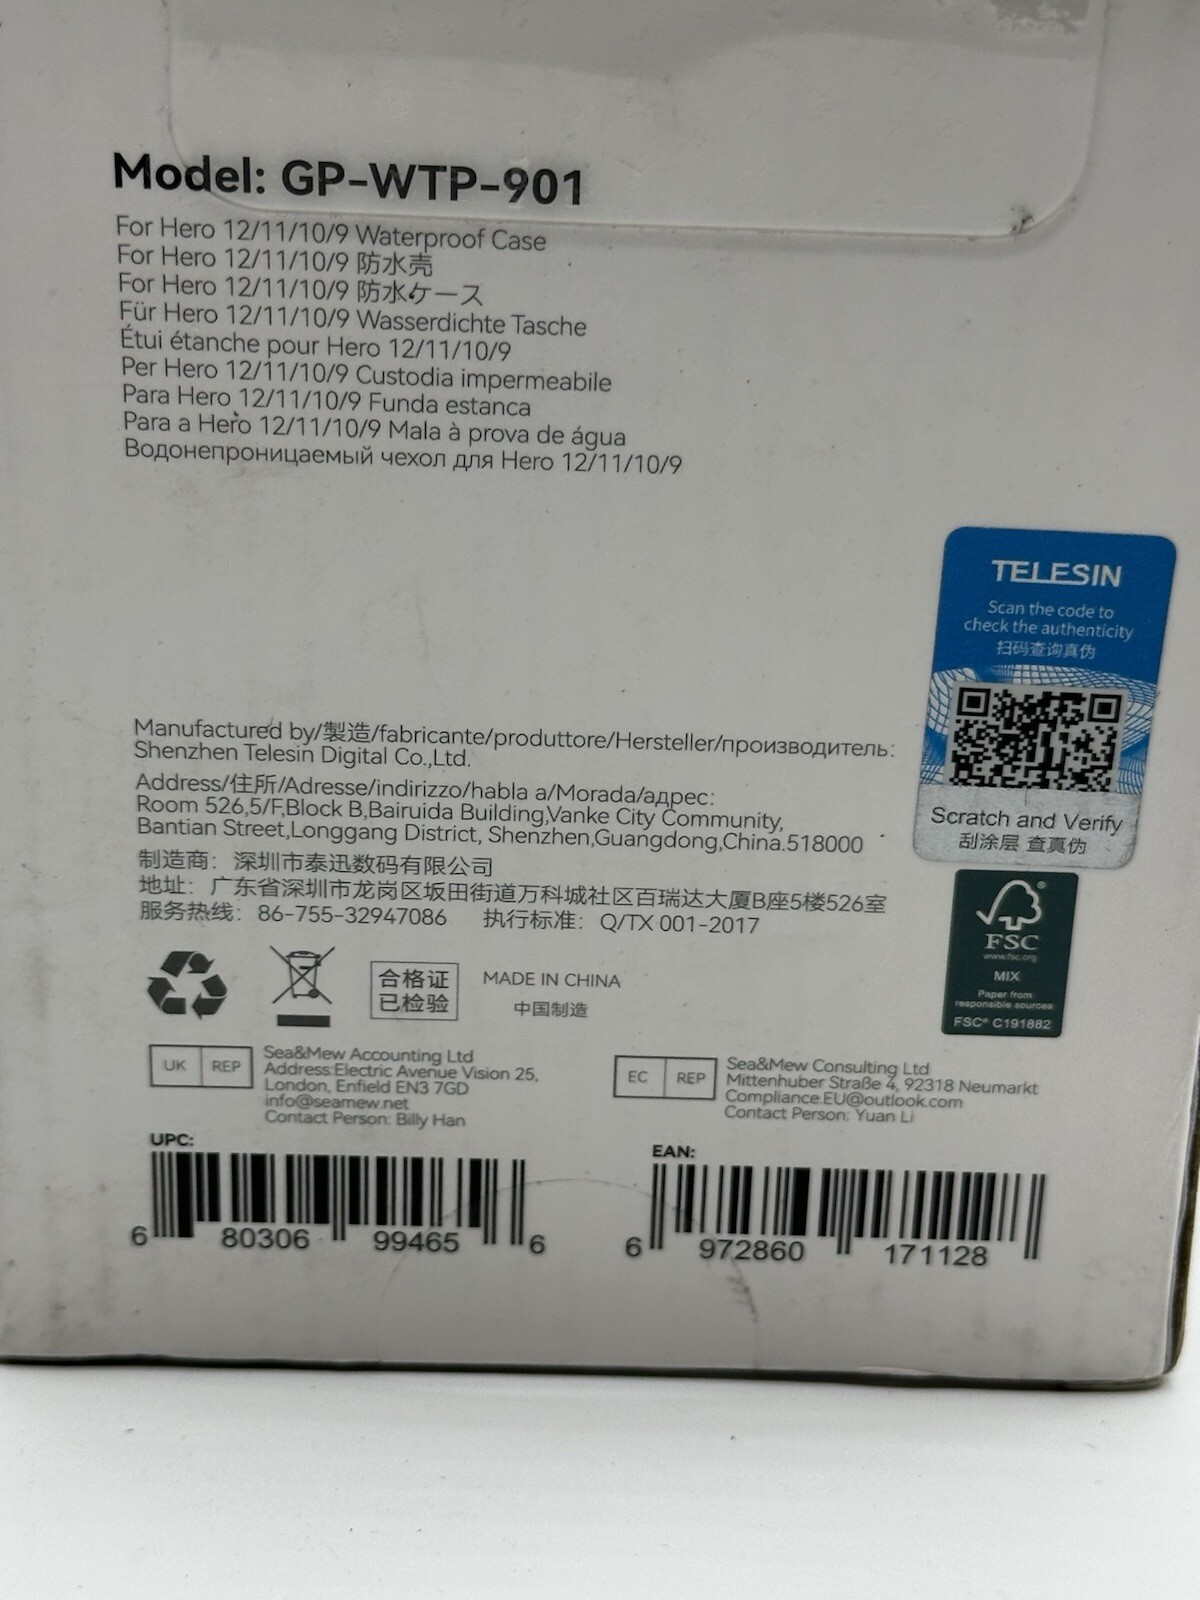 Model: GP-WTP-901
For Hero 12/11/10/9 Waterproof Case
For Hero 12/11/10/9 防水壳
For Hero 12/11/10/9 防水ケース
Für Hero 12/11/10/9 Wasserdichte Tasche
Étui étanche pour Hero 12/11/10/9
Per Hero 12/11/10/9 Custodia impermeabile
Para Hero 12/11/10/9 Funda estanca
Para a Hero 12/11/10/9 Mala à prova de água
Водонепроницаемый чехол для Hero 12/11/10/9
TELESIN
Scan the code to
check the authenticity
扫码查询真伪
Scratch and Verify
刮涂层 查真伪
Manufactured by/製造/fabricante/produttore/Hersteller/производитель:
Shenzhen Telesin Digital Co.,Ltd.
Address/住所/Adresse/indirizzo/habla a/Morada/адрес:
Room 526,5/F,Block B,Bairuida Building,Vanke City Community,
Bantian Street,Longgang District, Shenzhen,Guangdong,China.518000
制造商：深圳市泰迅数码有限公司
地址：广东省深圳市龙岗区坂田街道万科城社区百瑞达大厦B座5楼526室
服务热线：86-755-32947086 执行标准：Q/TX 001-2017
FSC®
www.fsc.org
MIX
Paper from
responsible sources
FSC® C191882
合格证
已检验
MADE IN CHINA
中国制造
UK REP
Sea&Mew Accounting Ltd
Address:Electric Avenue Vision 25,
London, Enfield EN3 7GD
info@seamew.net
Contact Person: Billy Han
EC REP
Sea&Mew Consulting Ltd
Mittenhuber Straße 4, 92318 Neumarkt
Compliance.EU@outlook.com
Contact Person: Yuan Li
UPC:
6 80306 99465 6
EAN:
6 972860 171128